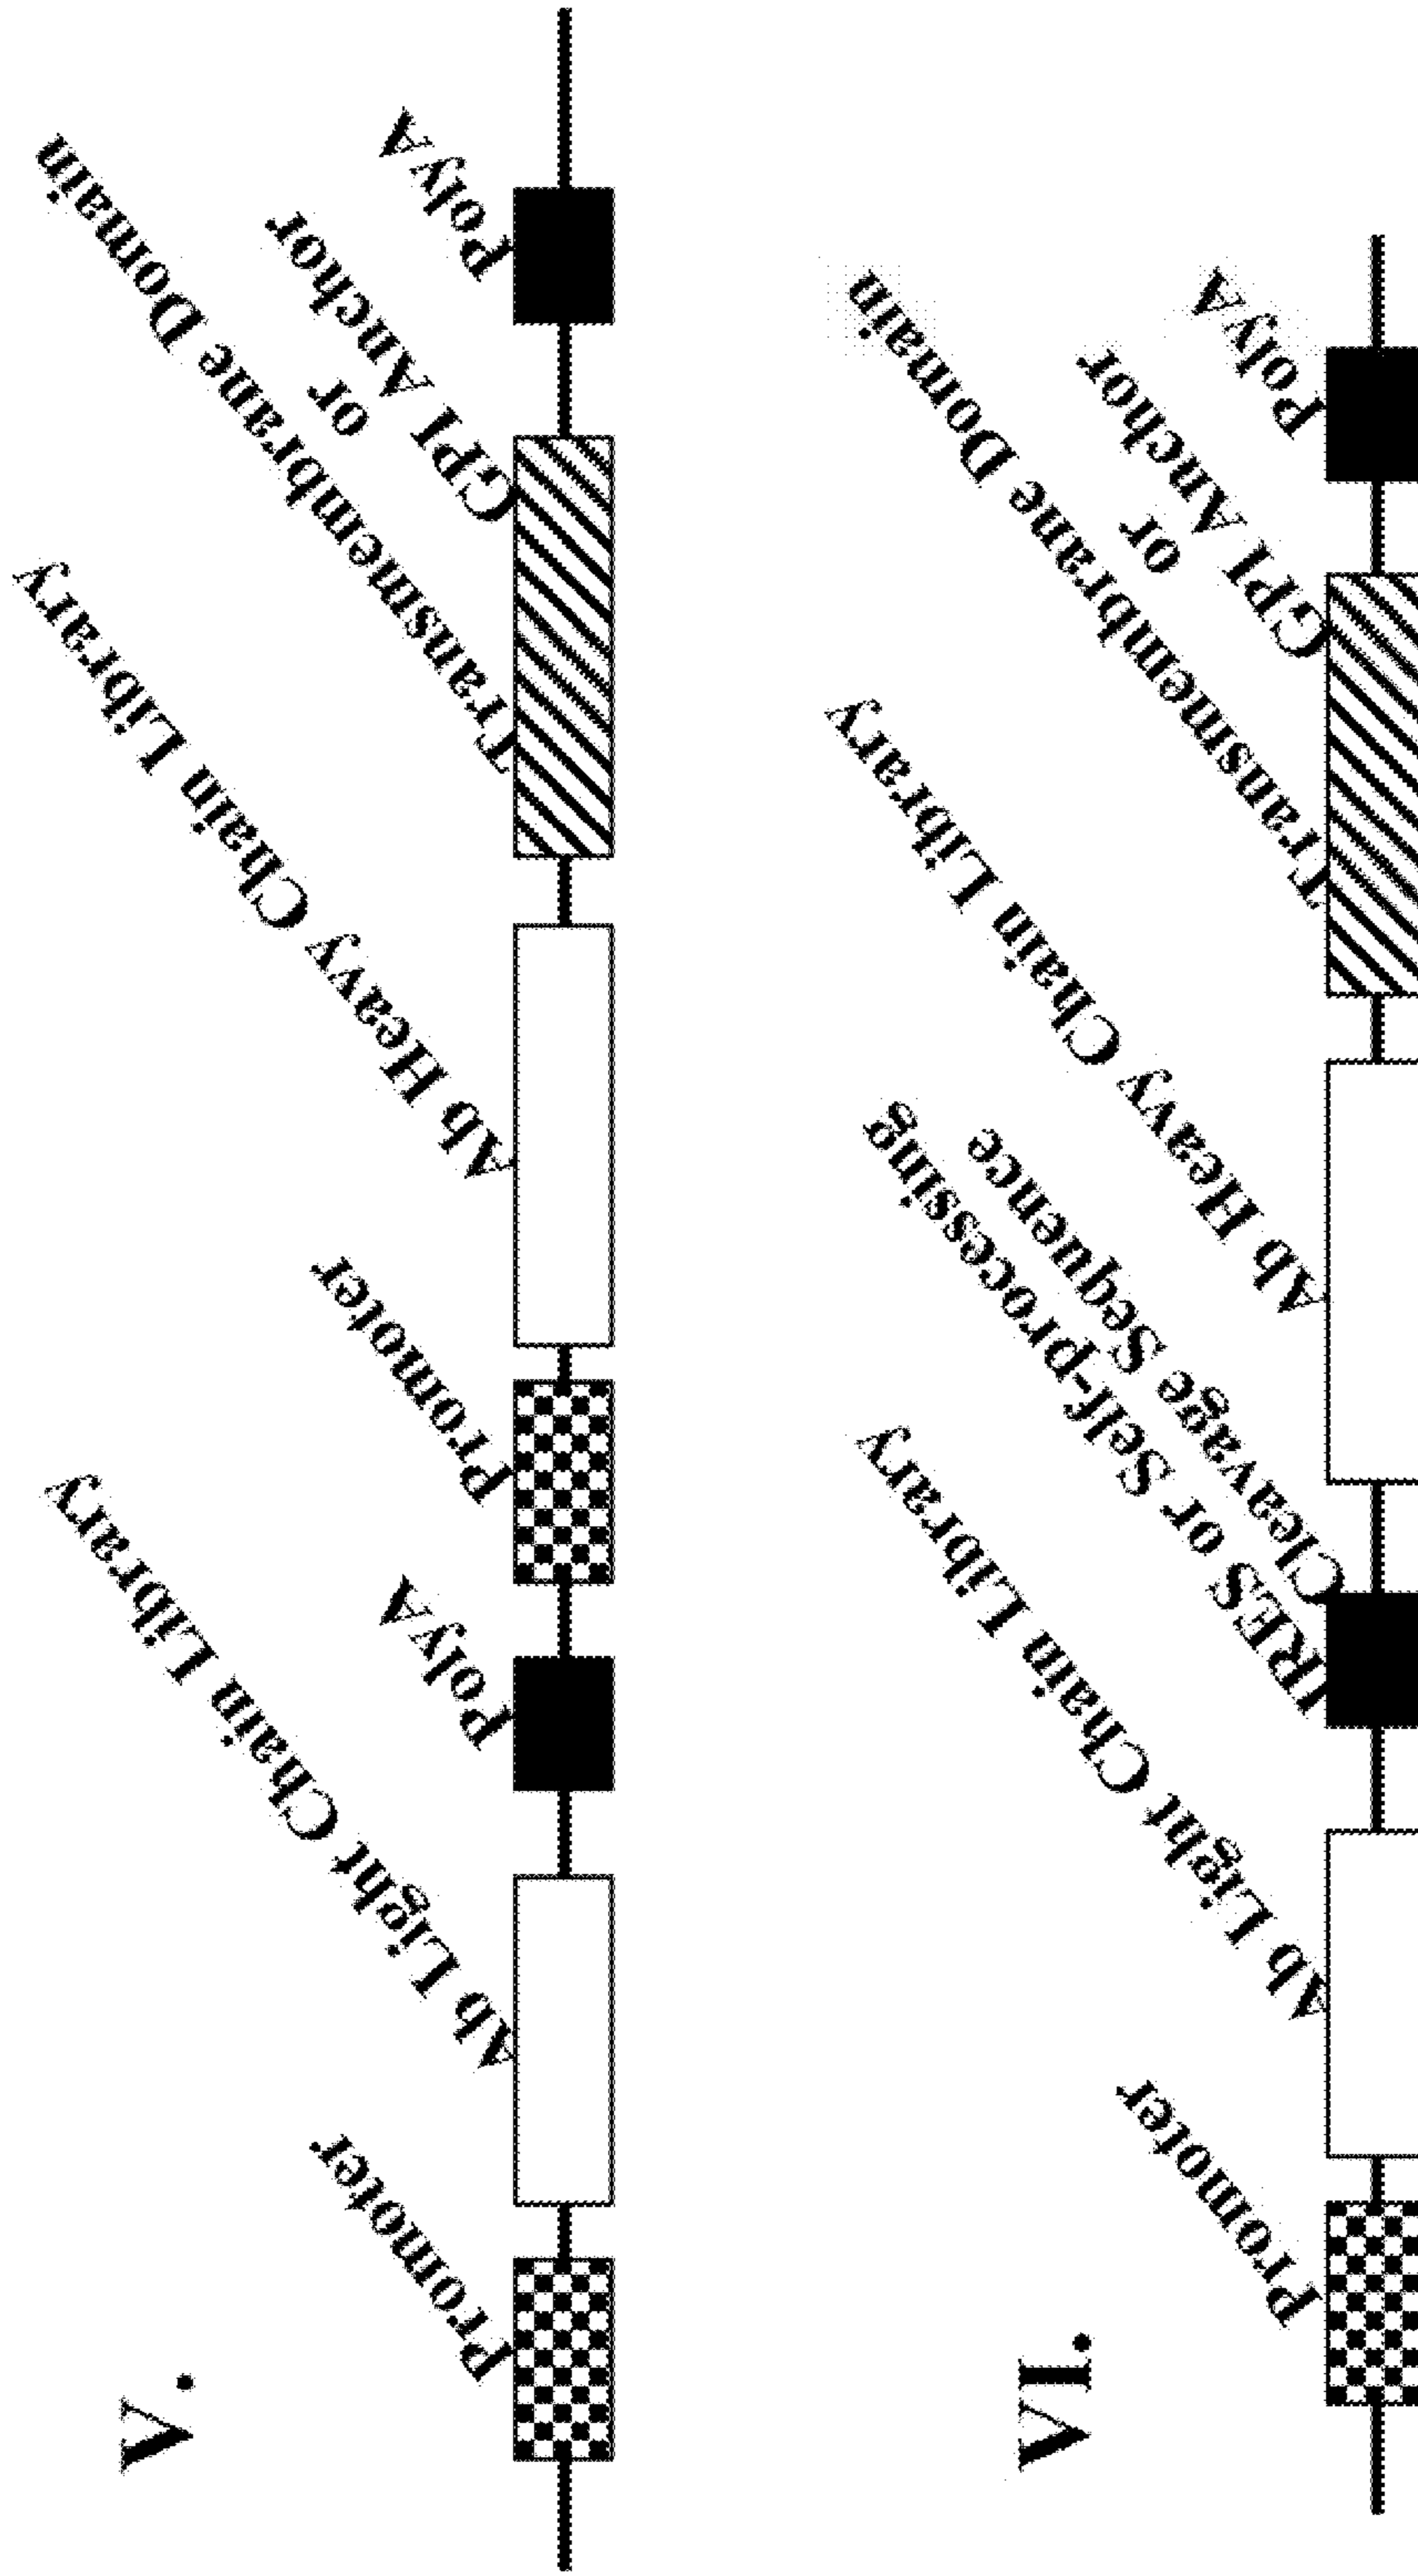 V.
Promoter
Ab Light Chain Library
PolyA
Promoter
Ab Heavy Chain Library
Transmembrane Domain
or
GPI Anchor
PolyA
VI.
Promoter
Ab Light Chain Library
IRES or Self-processing
Cleavage Sequence
Ab Heavy Chain Library
Transmembrane Domain
or
GPI Anchor
PolyA